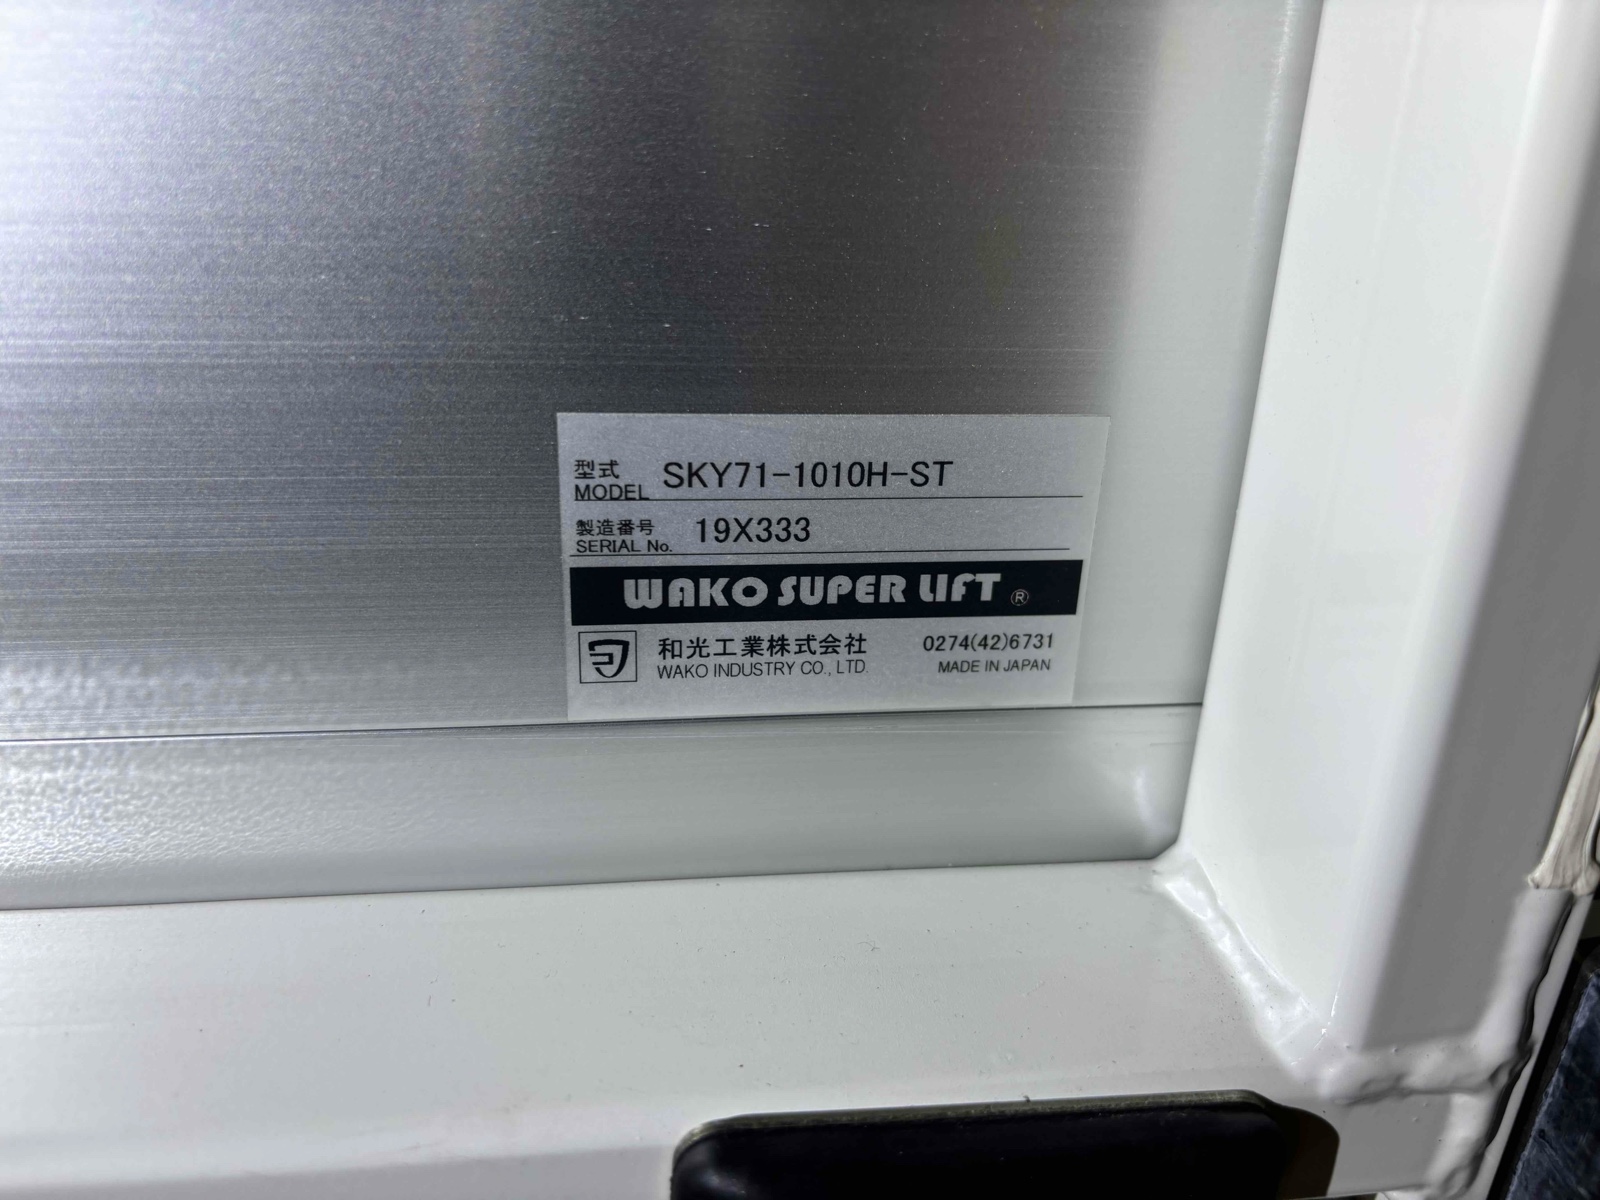 型式 SKY71-1010H-ST
MODEL
製造番号 19X333
SERIAL No.
WAKO SUPER LIFT ®
和光工業株式会社 0274(42)6731
WAKO INDUSTRY CO., LTD. MADE IN JAPAN